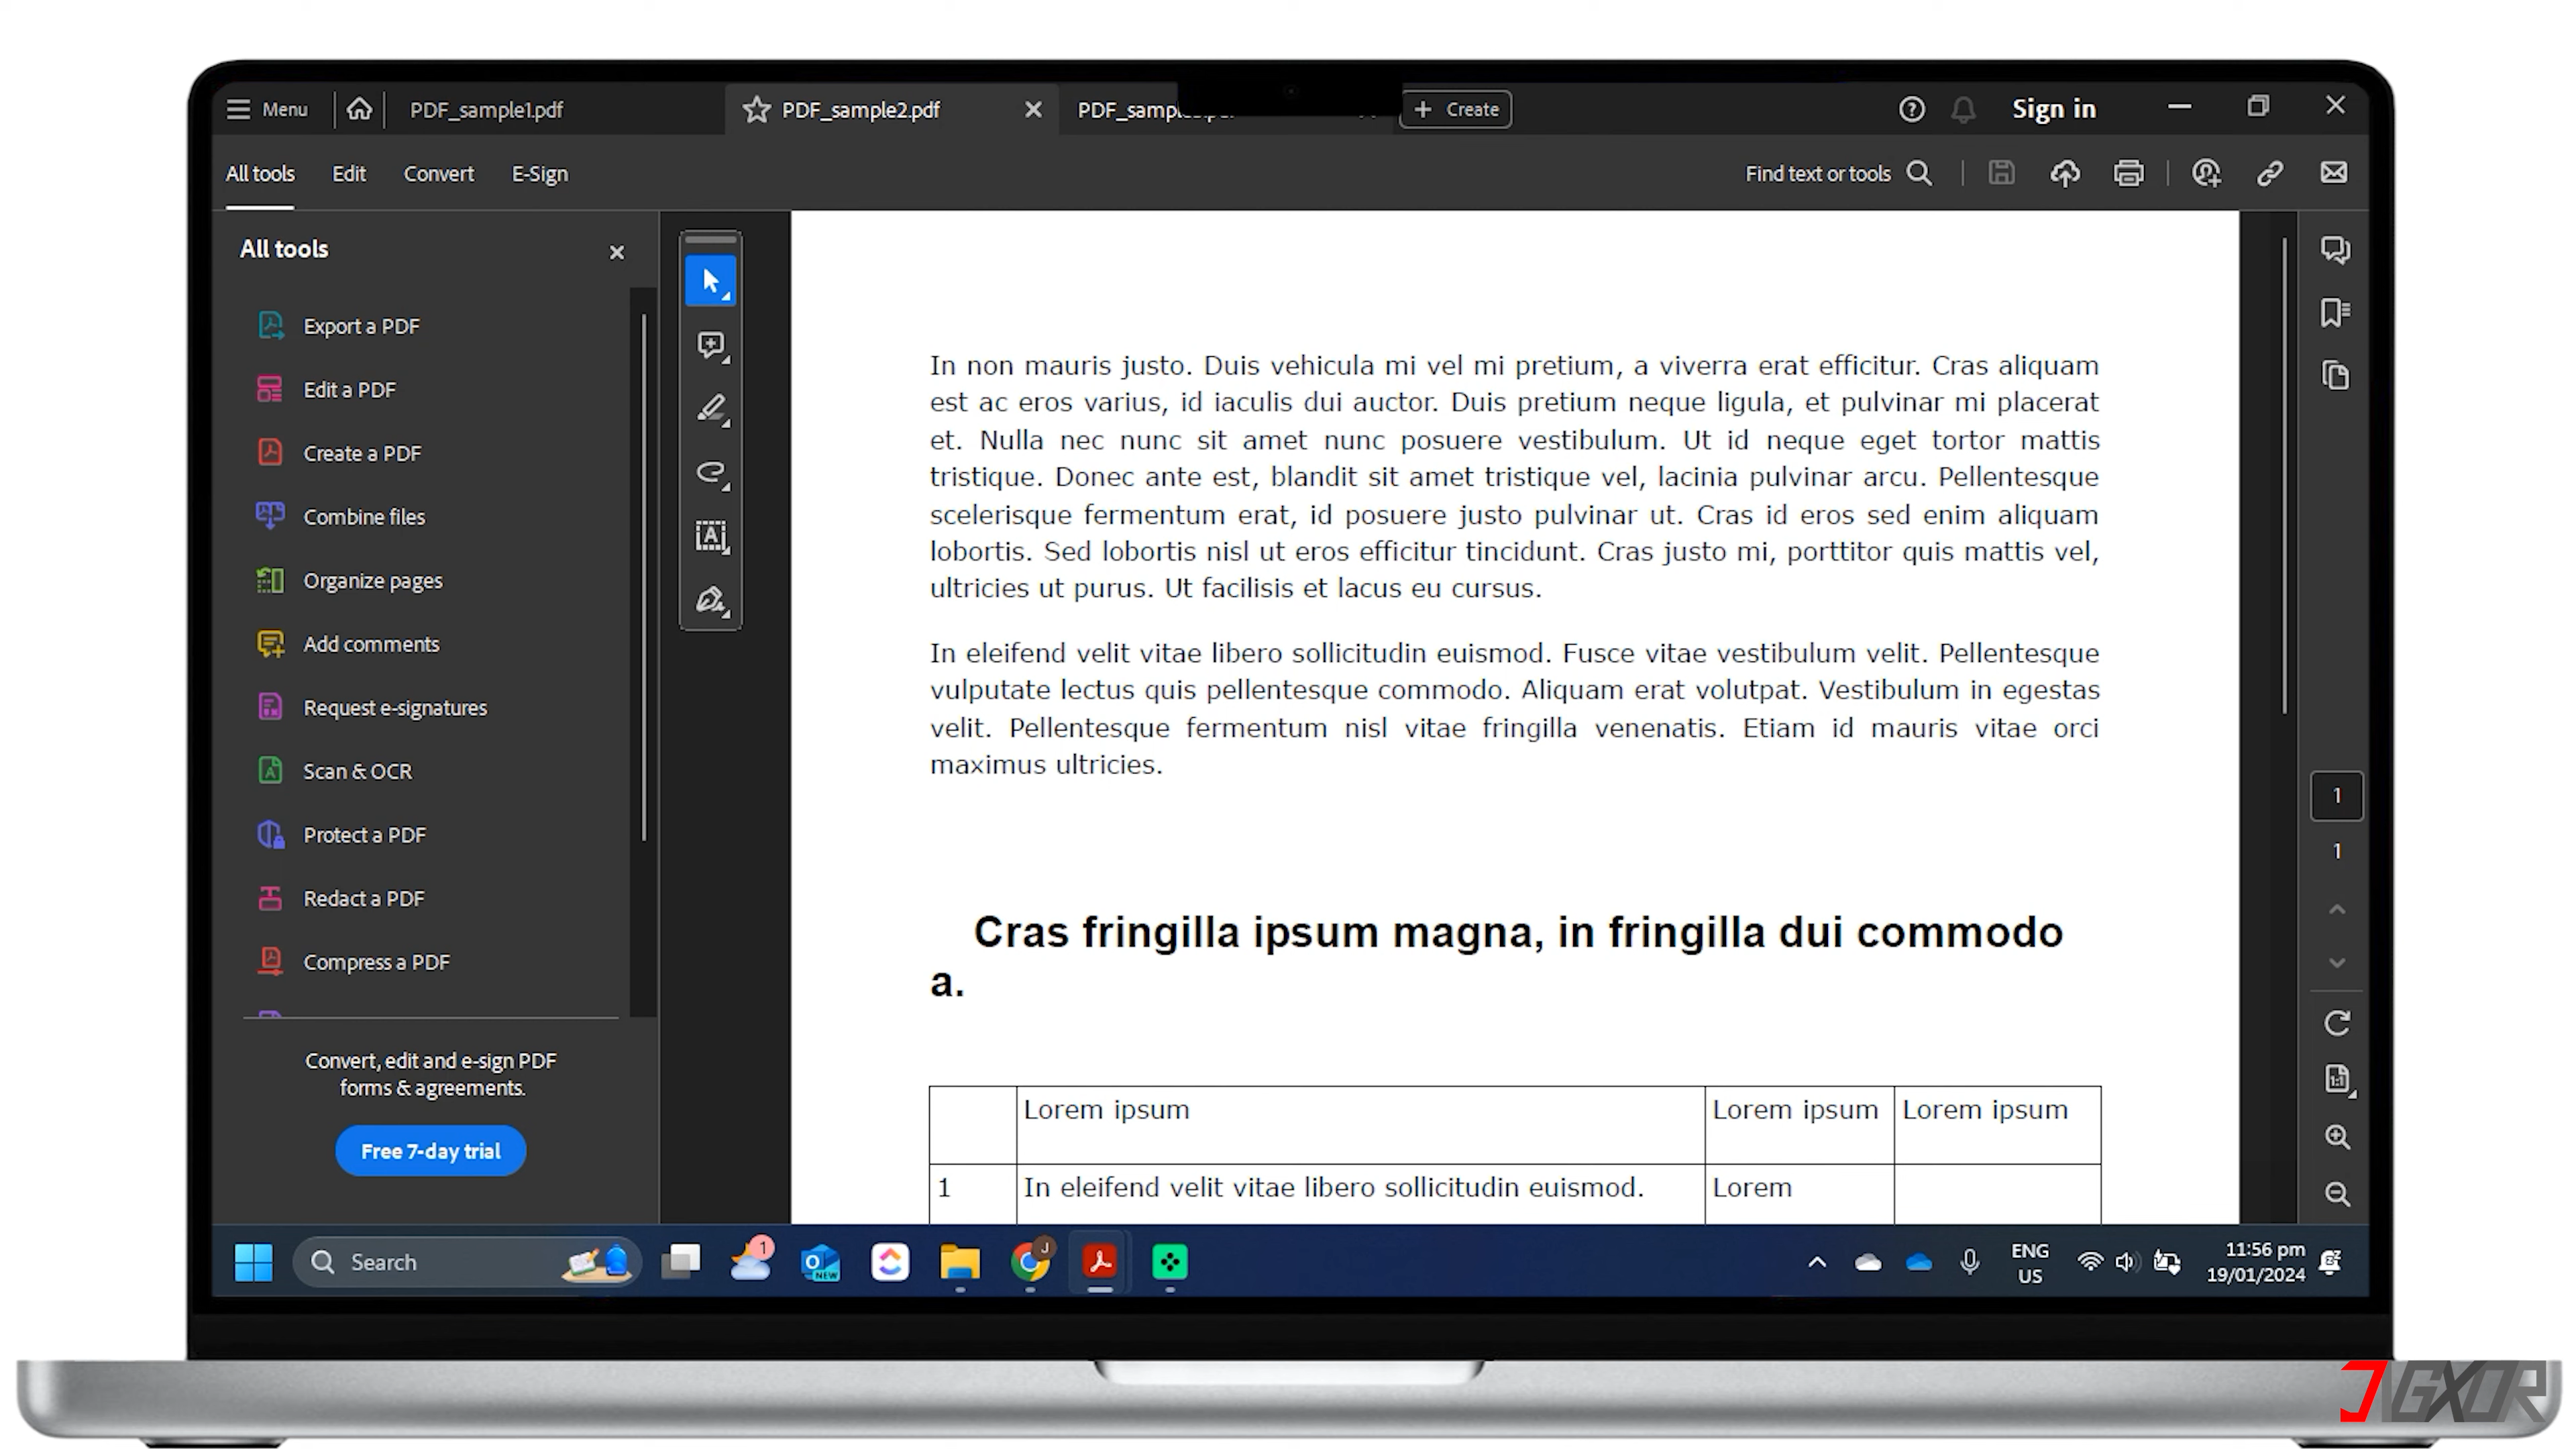 Menu
PDF_sample1.pdf
PDF_sample2.pdf
Create
Sign in
All tools
Edit
Convert
E-Sign
Find text or tools
All tools
Export a PDF
Edit a PDF
Create a PDF
Combine files
Organize pages
Add comments
Request e-signatures
Scan & OCR
Protect a PDF
Redact a PDF
Compress a PDF
Convert, edit and e-sign PDF
forms & agreements.
Free 7-day trial
In non mauris justo. Duis vehicula mi vel mi pretium, a viverra erat efficitur. Cras aliquam
est ac eros varius, id iaculis dui auctor. Duis pretium neque ligula, et pulvinar mi placerat
et. Nulla nec nunc sit amet nunc posuere vestibulum. Ut id neque eget tortor mattis
tristique. Donec ante est, blandit sit amet tristique vel, lacinia pulvinar arcu. Pellentesque
scelerisque fermentum erat, id posuere justo pulvinar ut. Cras id eros sed enim aliquam
lobortis. Sed lobortis nisl ut eros efficitur tincidunt. Cras justo mi, porttitor quis mattis vel,
ultricies ut purus. Ut facilisis et lacus eu cursus.
In eleifend velit vitae libero sollicitudin euismod. Fusce vitae vestibulum velit. Pellentesque
vulputate lectus quis pellentesque commodo. Aliquam erat volutpat. Vestibulum in egestas
velit. Pellentesque fermentum nisl vitae fringilla venenatis. Etiam id mauris vitae orci
maximus ultricies.
Cras fringilla ipsum magna, in fringilla dui commodo
a.
Lorem ipsum
Lorem ipsum
Lorem ipsum
1
In eleifend velit vitae libero sollicitudin euismod.
Lorem
1
1
1:1
Search
1
J
NEW
ENG
US
11:56 pm
19/01/2024
JIGXOR